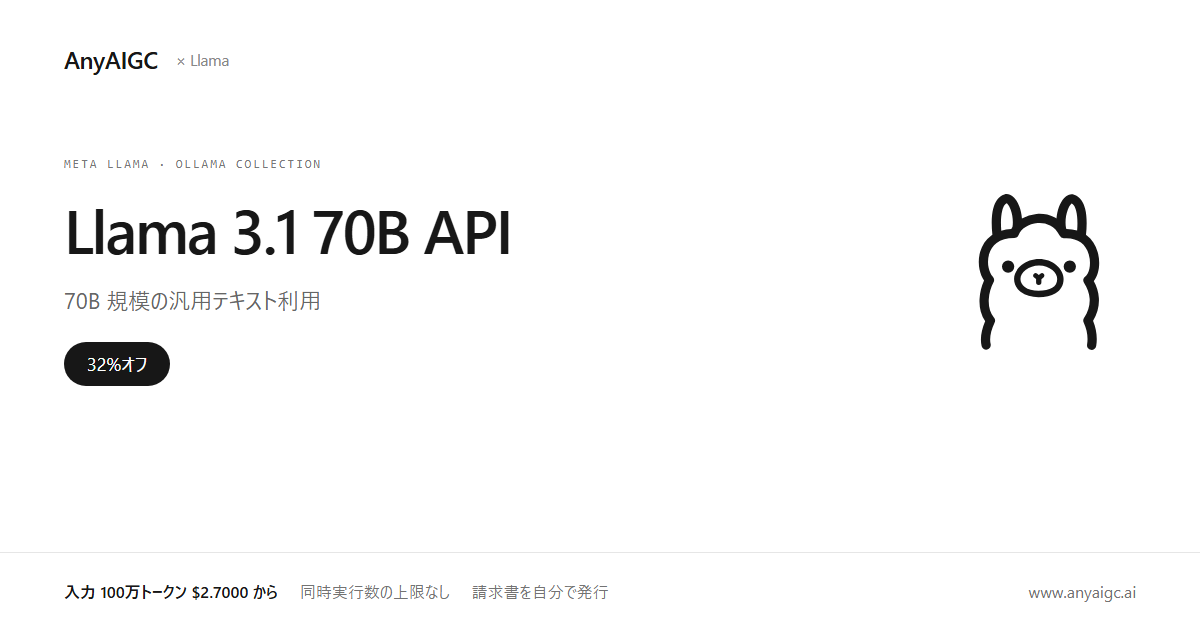 AnyAIGC × Llama
META LLAMA · OLLAMA COLLECTION
Llama 3.1 70B API
70B 規模の汎用テキスト利用
32%オフ
入力 100万トークン $2.7000 から 同時実行数の上限なし 請求書を自分で発行 www.anyaigc.ai